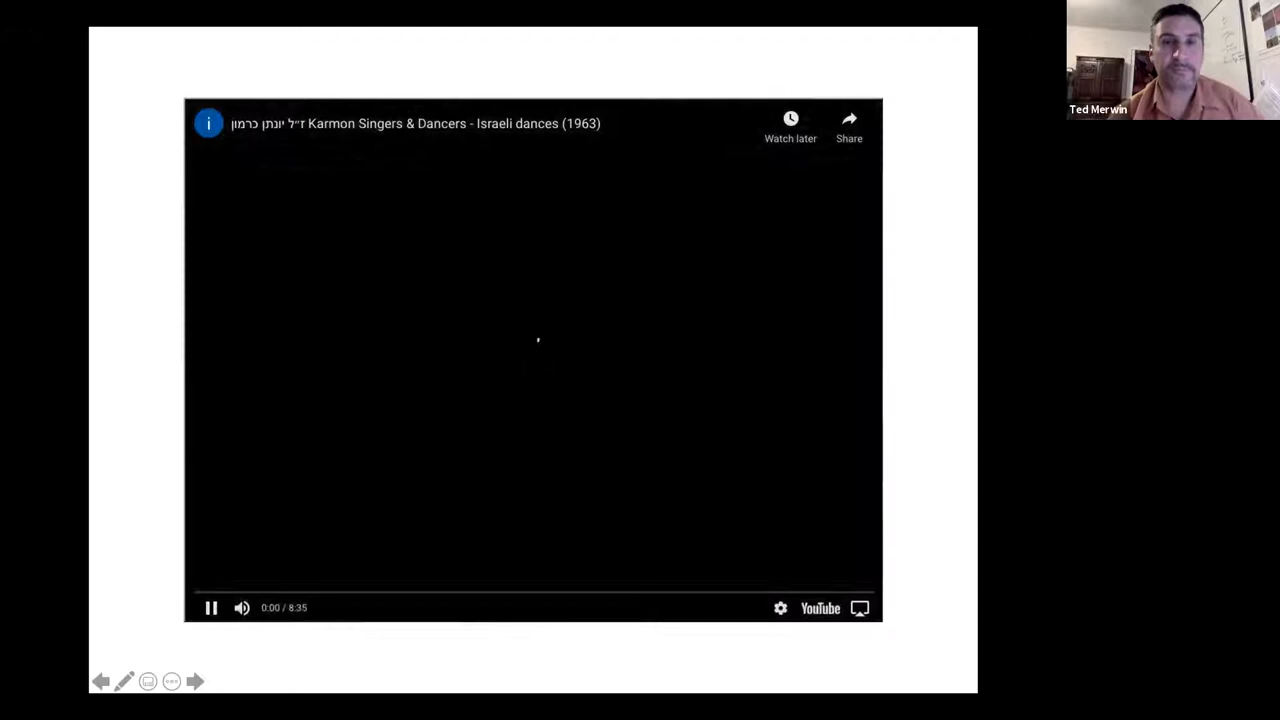 i
ז״ל יונתן כרמון Karmon Singers & Dancers - Israeli dances (1963)
Watch later
Share
Ted Merwin
0:00 / 8:35
YouTube